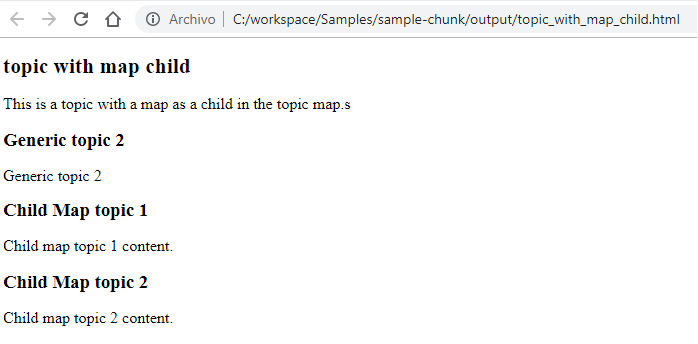 Archivo C:/workspace/Samples/sample-chunk/output/topic_with_map_child.html
topic with map child
This is a topic with a map as a child in the topic map.s
Generic topic 2
Generic topic 2
Child Map topic 1
Child map topic 1 content.
Child Map topic 2
Child map topic 2 content.